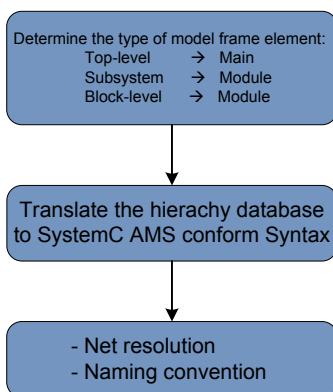 Determine the type of model frame element:
Top-level → Main
Subsystem → Module
Block-level → Module
Translate the hierachy database
to SystemC AMS conform Syntax
- Net resolution
- Naming convention